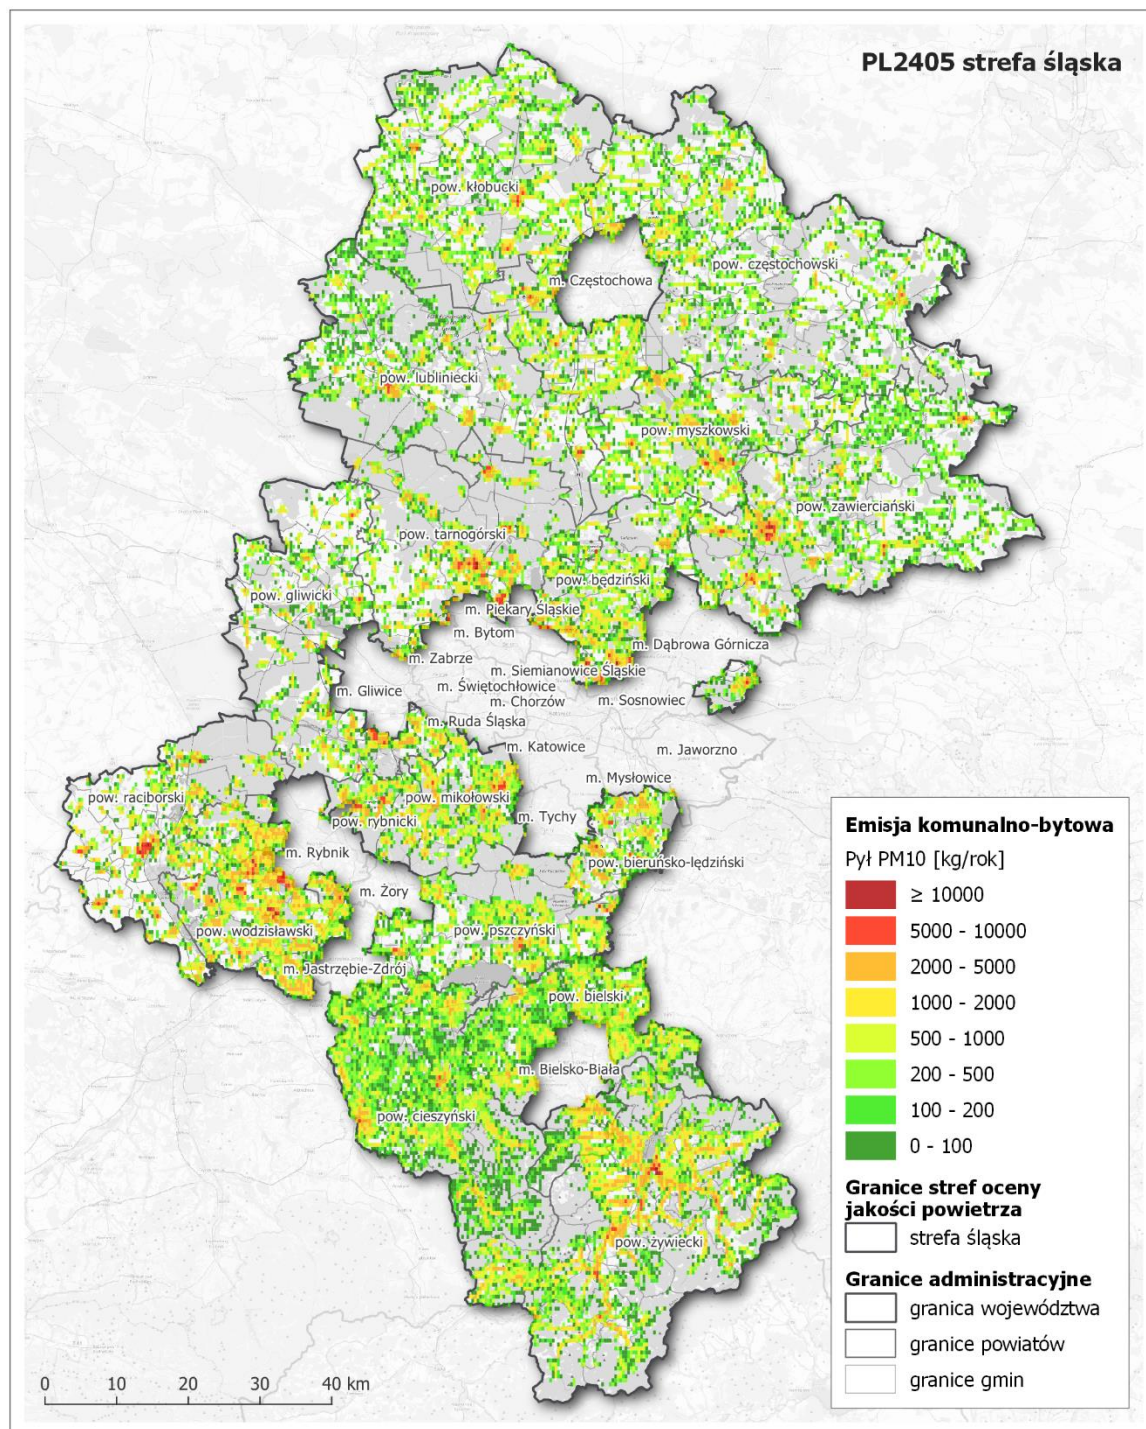 PL2405 strefa śląska
pow. kłobucki
pow. częstochowski
m. Częstochowa
pow. lubliniecki
pow. myszkowski
pow. zawierciański
pow. tarnogórski
pow. będziński
pow. gliwicki
m. Piekary Śląskie
m. Bytom
m. Dąbrowa Górnicza
m. Zabrze
m. Siemianowice Śląskie
m. Świętochłowice
m. Gliwice
m. Chorzów
m. Sosnowiec
m. Ruda Śląska
m. Katowice
m. Jaworzno
m. Mysłowice
pow. raciborski
pow. mikołowski
m. Tychy
pow. rybnicki
m. Rybnik
pow. bieruńsko-lędziński
m. Żory
pow. wodzisławski
pow. pszczyński
m. Jastrzębie-Zdrój
pow. bielski
m. Bielsko-Biała
pow. cieszyński
pow. żywiecki
Emisja komunalno-bytowa
Pył PM10 [kg/rok]
≥ 10000
5000 - 10000
2000 - 5000
1000 - 2000
500 - 1000
200 - 500
100 - 200
0 - 100
Granice stref oceny
jakości powietrza
strefa śląska
Granice administracyjne
granica województwa
granice powiatów
granice gmin
0 10 20 30 40 km